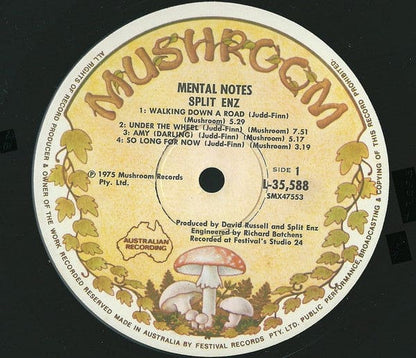 MUSHROOM
MENTAL NOTES
SPLIT ENZ
1: WALKING DOWN A ROAD (Judd-Finn)
(Mushroom) 5.29
2: UNDER THE WHEEL (Judd-Finn) (Mushroom) 7.51
3: AMY (DARLING) (Judd-Finn) (Mushroom) 5.17
4: SO LONG FOR NOW (Judd-Finn) (Mushroom) 3.19
Ⓟ 1975 Mushroom Records
Pty. Ltd.
SIDE 1
L-35,588
SMX47553
Produced by David Russell and Split Enz
Engineered by Richard Batchens
Recorded at Festival's Studio 24
AUSTRALIAN
RECORDING
ALL RIGHTS OF RECORD PRODUCER & OWNER OF THE WORK RECORDED RESERVED MADE IN AUSTRALIA BY FESTIVAL RECORDS PTY. LTD. PUBLIC PERFORMANCE, BROADCASTING & COPYING OF THIS RECORD PROHIBITED.